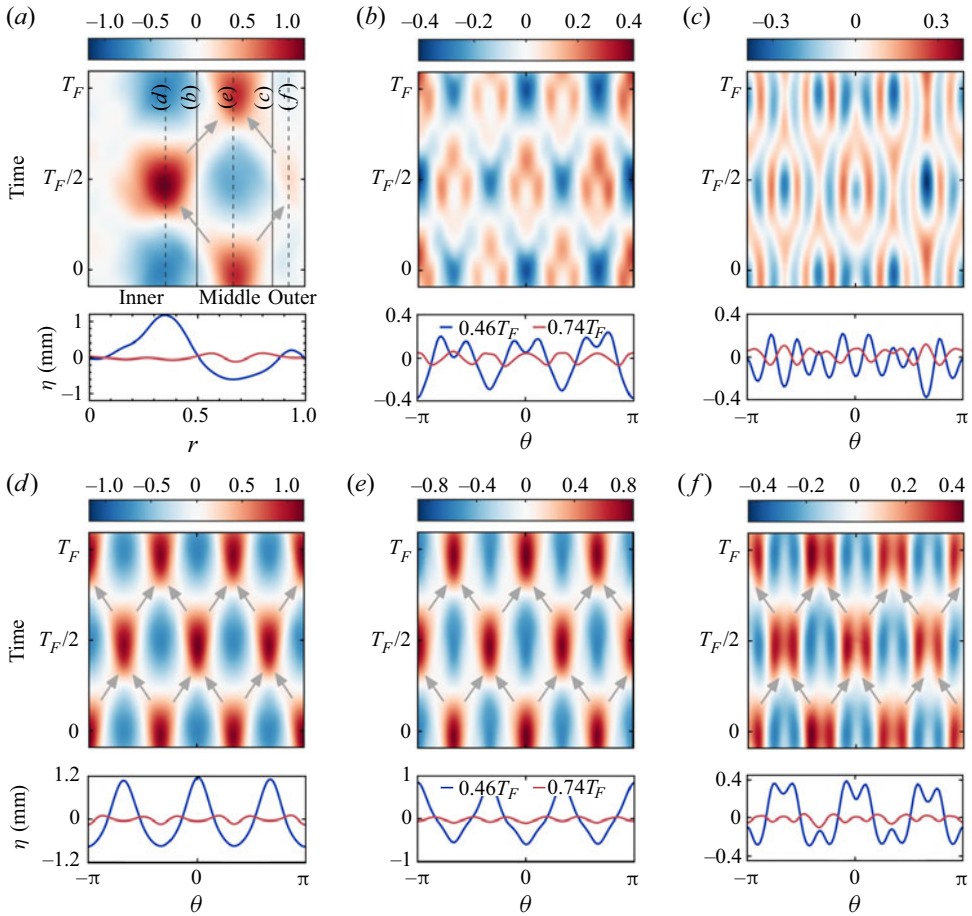 (a) (b) (c)
−1.0 −0.5 0 0.5 1.0
−0.4 −0.2 0 0.2 0.4
−0.3 0 0.3
T_F (d) (b) (e) (c) (f)
T_F
T_F
Time
T_F/2
T_F/2
T_F/2
0
0
0
Inner Middle Outer
η (mm)
1
0
−1
0 0.5 1.0
r
0.4
0
−0.4
0.46T_F 0.74T_F
−π 0 π
θ
0.4
0
−0.4
−π 0 π
θ
(d) (e) (f)
−1.0 −0.5 0 0.5 1.0
−0.8 −0.4 0 0.4 0.8
−0.4 −0.2 0 0.2 0.4
T_F
T_F
T_F
Time
T_F/2
T_F/2
T_F/2
0
0
0
η (mm)
1.2
0
−1.2
−π 0 π
θ
1
0
−1
0.46T_F 0.74T_F
−π 0 π
θ
0.4
0
−0.4
−π 0 π
θ